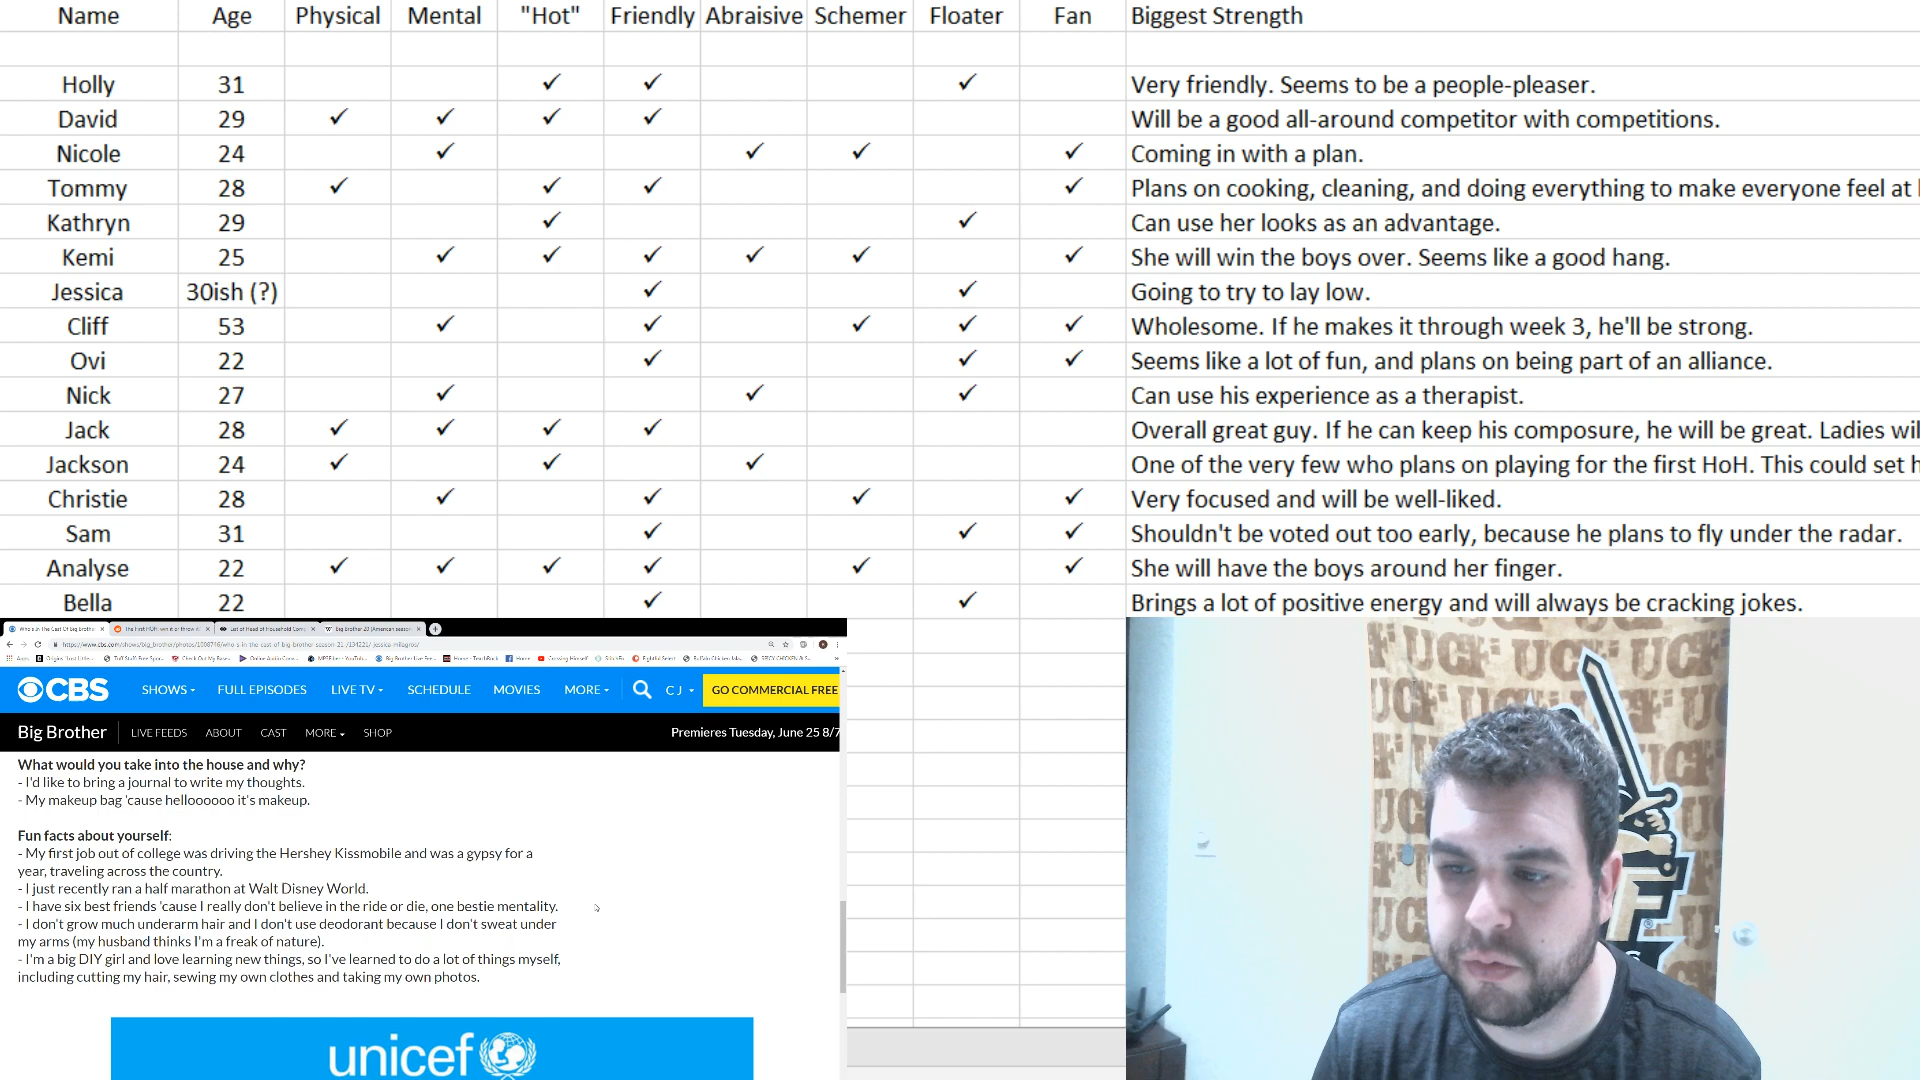 Name Age Physical Mental "Hot" Friendly Abraisive Schemer Floater Fan Biggest Strength
Holly 31 ✓ ✓ ✓ Very friendly. Seems to be a people-pleaser.
David 29 ✓ ✓ ✓ ✓ Will be a good all-around competitor with competitions.
Nicole 24 ✓ ✓ ✓ ✓ Coming in with a plan.
Tommy 28 ✓ ✓ ✓ ✓ Plans on cooking, cleaning, and doing everything to make everyone feel at
Kathryn 29 ✓ ✓ Can use her looks as an advantage.
Kemi 25 ✓ ✓ ✓ ✓ ✓ ✓ She will win the boys over. Seems like a good hang.
Jessica 30ish (?) ✓ ✓ Going to try to lay low.
Cliff 53 ✓ ✓ ✓ ✓ ✓ Wholesome. If he makes it through week 3, he'll be strong.
Ovi 22 ✓ ✓ ✓ Seems like a lot of fun, and plans on being part of an alliance.
Nick 27 ✓ ✓ ✓ Can use his experience as a therapist.
Jack 28 ✓ ✓ ✓ ✓ Overall great guy. If he can keep his composure, he will be great. Ladies wil
Jackson 24 ✓ ✓ ✓ One of the very few who plans on playing for the first HoH. This could set
Christie 28 ✓ ✓ ✓ ✓ Very focused and will be well-liked.
Sam 31 ✓ ✓ ✓ Shouldn't be voted out too early, because he plans to fly under the radar.
Analyse 22 ✓ ✓ ✓ ✓ ✓ ✓ She will have the boys around her finger.
Bella 22 ✓ ✓ Brings a lot of positive energy and will always be cracking jokes.
CBS SHOWS FULL EPISODES LIVE TV SCHEDULE MOVIES MORE C J GO COMMERCIAL FREE
Big Brother LIVE FEEDS ABOUT CAST MORE SHOP Premieres Tuesday, June 25 8/7
What would you take into the house and why?
- I'd like to bring a journal to write my thoughts.
- My makeup bag 'cause helloooooo it's makeup.
Fun facts about yourself:
- My first job out of college was driving the Hershey Kissmobile and was a gypsy for a
year, traveling across the country.
- I just recently ran a half marathon at Walt Disney World.
- I have six best friends 'cause I really don't believe in the ride or die, one bestie mentality.
- I don't grow much underarm hair and I don't use deodorant because I don't sweat under
my arms (my husband thinks I'm a freak of nature).
- I'm a big DIY girl and love learning new things, so I've learned to do a lot of things myself,
including cutting my hair, sewing my own clothes and taking my own photos.
unicef
UCF UCF UCF